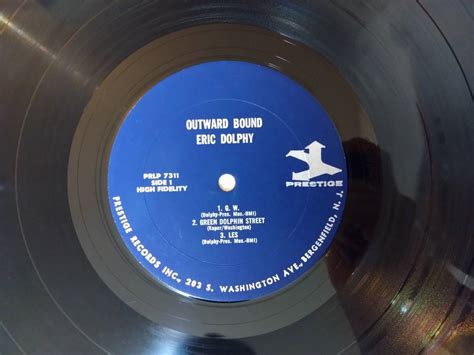 OUTWARD BOUND
ERIC DOLPHY
PRLP 7311
SIDE 1
HIGH FIDELITY
PRESTIGE
1. G. W.
(Dolphy-Pres. Mus.-BMI)
2. GREEN DOLPHIN STREET
(Kaper/Washington)
3. LES
(Dolphy-Pres. Mus.-BMI)
PRESTIGE RECORDS INC., 203 S. WASHINGTON AVE., BERGENFIELD, N. J.